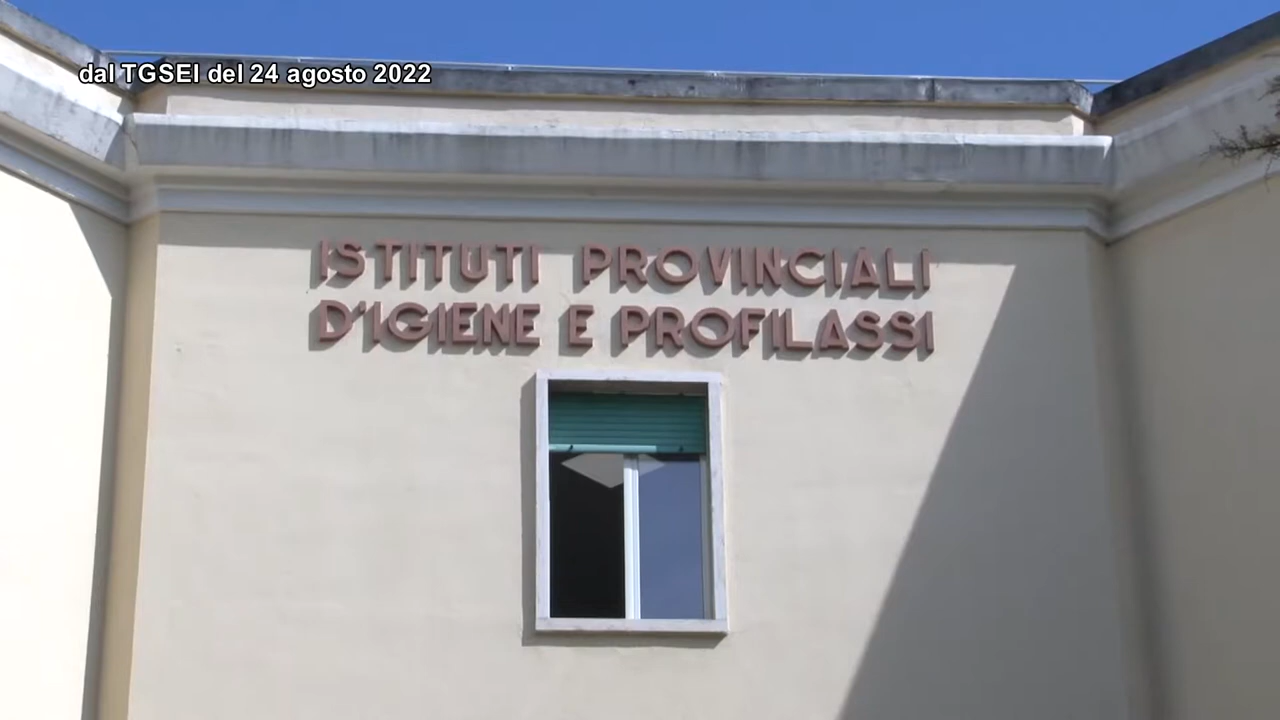 dal TGSEI del 24 agosto 2022
ISTITUTI PROVINCIALI
D'IGIENE E PROFILASSI